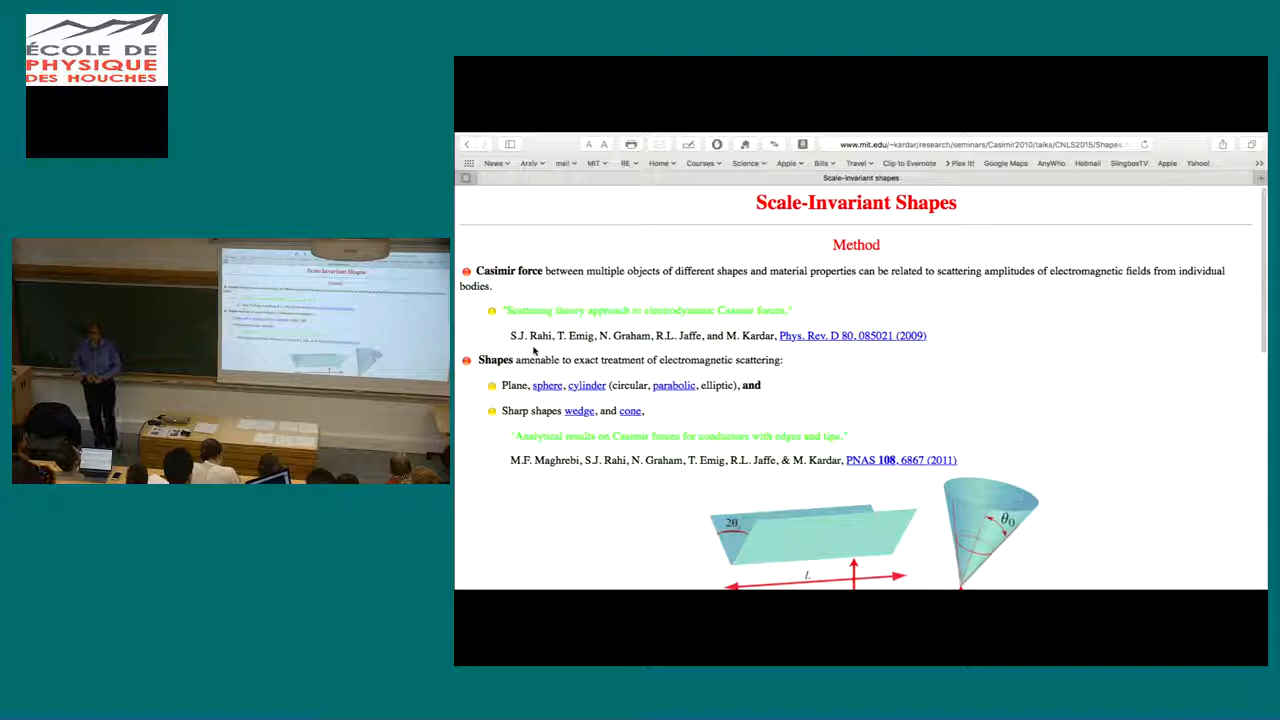 ÉCOLE DE
PHYSIQUE
DES HOUCHES
www.mit.edu/~kardar/research/seminars/Casimir2010/talks/CNLS2015/Shapes.
News Arxiv mail MIT RE Home Courses Science Apple Bills Travel Clip to Evernote > Plex It! Google Maps AnyWho Hotmail SlingboxTV Apple Yahoo! >>
Scale-invariant shapes
Scale-Invariant Shapes
Method
Casimir force between multiple objects of different shapes and material properties can be related to scattering amplitudes of electromagnetic fields from individual
bodies.
"Scattering theory approach to electrodynamic Casimir forces,"
S.J. Rahi, T. Emig, N. Graham, R.L. Jaffe, and M. Kardar, Phys. Rev. D 80, 085021 (2009)
Shapes amenable to exact treatment of electromagnetic scattering:
Plane, sphere, cylinder (circular, parabolic, elliptic), and
Sharp shapes wedge, and cone,
"Analytical results on Casimir forces for conductors with edges and tips,"
M.F. Maghrebi, S.J. Rahi, N. Graham, T. Emig, R.L. Jaffe, & M. Kardar, PNAS 108, 6867 (2011)
2θ
θ0
L
Scale-Invariant Shapes